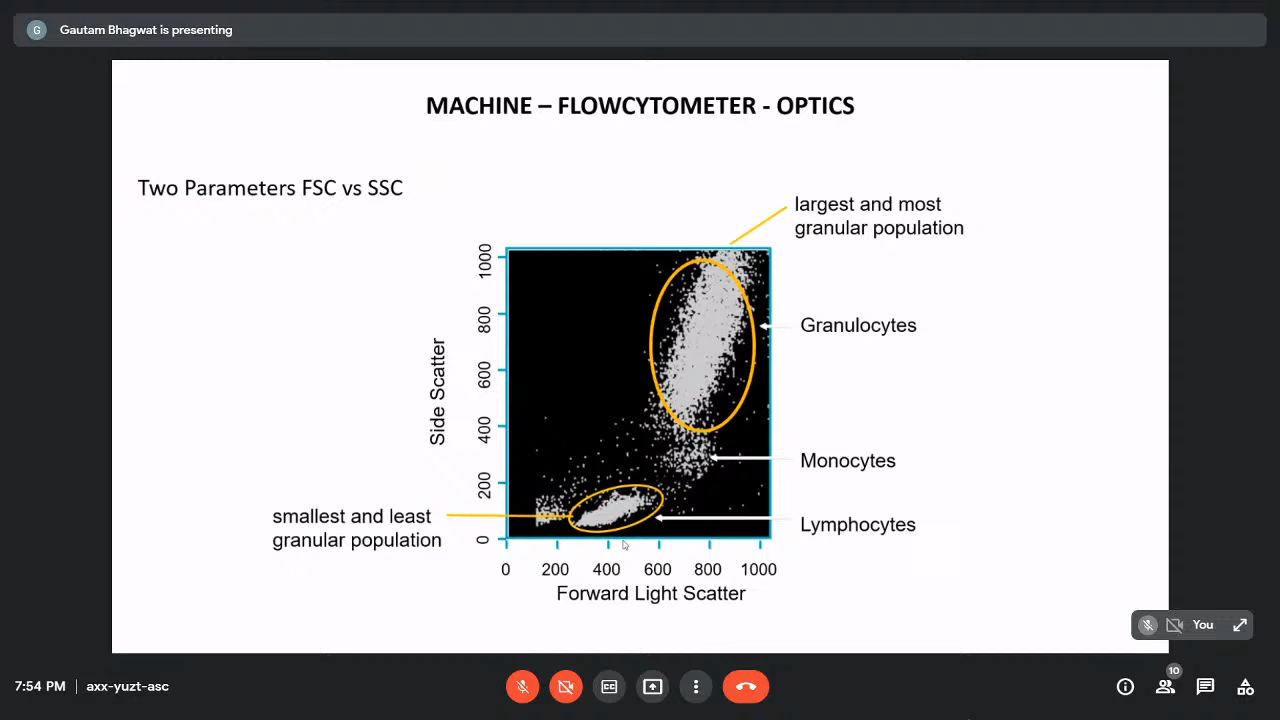 G
Gautam Bhagwat is presenting
MACHINE – FLOWCYTOMETER - OPTICS
Two Parameters FSC vs SSC
largest and most
granular population
Granulocytes
Monocytes
Lymphocytes
smallest and least
granular population
Side Scatter
1000
800
600
400
200
0
0 200 400 600 800 1000
Forward Light Scatter
You
7:54 PM | axx-yuzt-asc
CC
10